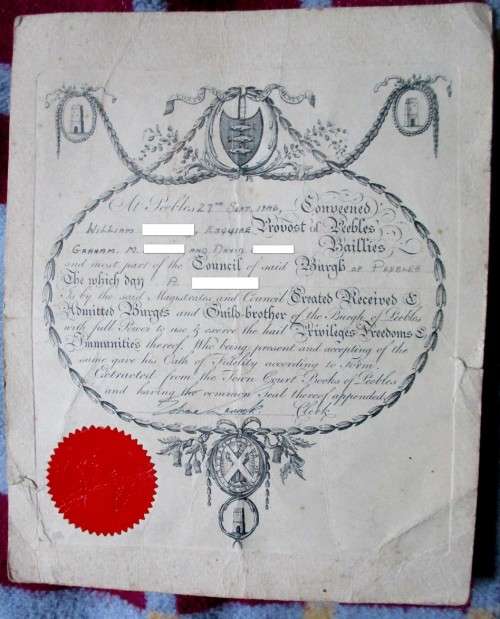 At Peebles 27th Sept. 1946, Convened
William Esquire Provost of Peebles
Graham. M. and David Baillies
and most part of the Council of said Burgh of Peebles
The which day A.
Is by the said Magistrates and Council Created Received &
Admitted Burges and Guild-brother of the Burgh of Peebles
with full Power to use & exerce the hail Priviliges Freedoms &
Immunities thereof. Who being present and accepting of the
same gave his Oath of Fidelity according to Form
Extracted from the Town Court Books of Peebles
and having the common Seal thereof appended
Clerk